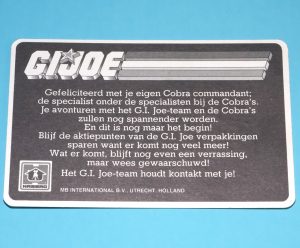 G.I.JOE
Gefeliciteerd met je eigen Cobra commandant;
de specialist onder de specialisten bij de Cobra's.
Je avonturen met het G.I. Joe-team en de Cobra's
zullen nog spannender worden.
En dit is nog maar het begin!
Blijf de aktiepunten van de G.I. Joe verpakkingen
sparen want er komt nog veel meer!
Wat er komt, blijft nog even een verrassing,
maar wees gewaarschuwd!
Het G.I. Joe-team houdt kontakt met je!
HASBRO
MB INTERNATIONAL B.V., UTRECHT, HOLLAND